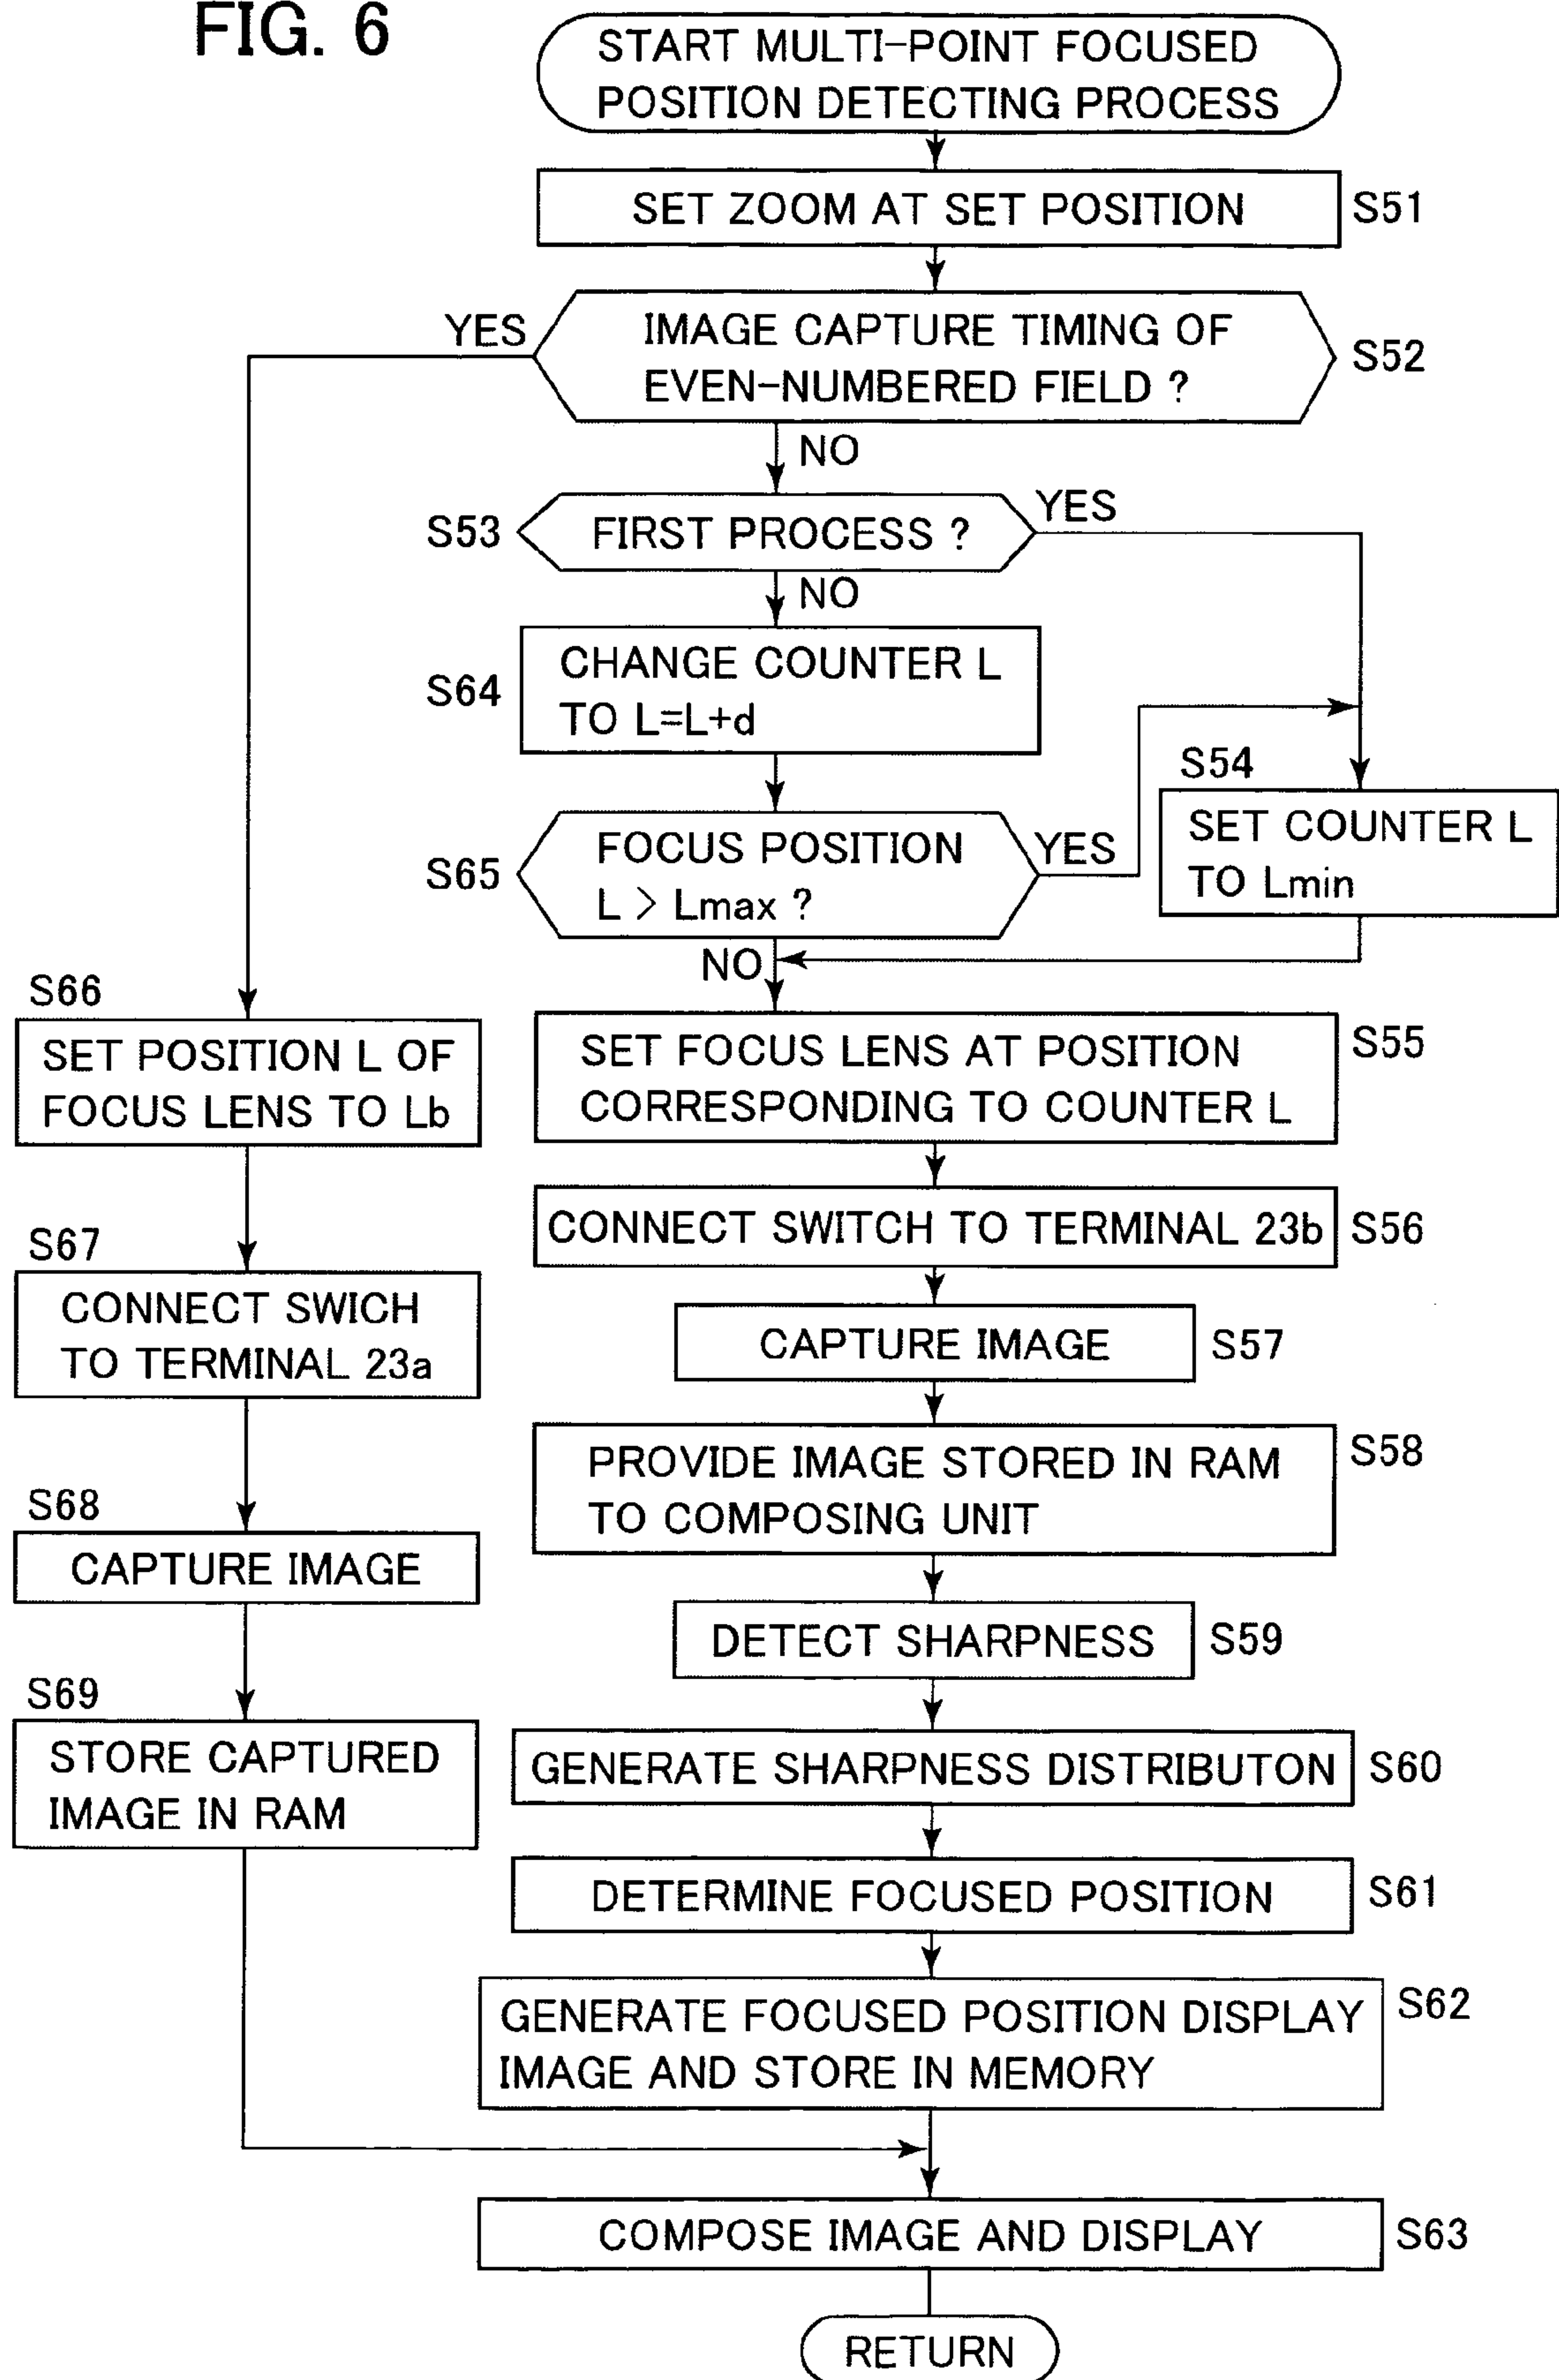 FIG. 6
START MULTI-POINT FOCUSED
POSITION DETECTING PROCESS
SET ZOOM AT SET POSITION
S51
YES
IMAGE CAPTURE TIMING OF
EVEN-NUMBERED FIELD ?
S52
NO
S53
FIRST PROCESS ?
YES
NO
S64
CHANGE COUNTER L
TO L=L+d
S54
SET COUNTER L
TO Lmin
S65
FOCUS POSITION
L > Lmax ?
YES
NO
S66
SET POSITION L OF
FOCUS LENS TO Lb
SET FOCUS LENS AT POSITION
CORRESPONDING TO COUNTER L
S55
CONNECT SWITCH TO TERMINAL 23b
S56
S67
CONNECT SWICH
TO TERMINAL 23a
CAPTURE IMAGE
S57
PROVIDE IMAGE STORED IN RAM
TO COMPOSING UNIT
S58
S68
CAPTURE IMAGE
DETECT SHARPNESS
S59
S69
STORE CAPTURED
IMAGE IN RAM
GENERATE SHARPNESS DISTRIBUTON
S60
DETERMINE FOCUSED POSITION
S61
GENERATE FOCUSED POSITION DISPLAY
IMAGE AND STORE IN MEMORY
S62
COMPOSE IMAGE AND DISPLAY
S63
RETURN